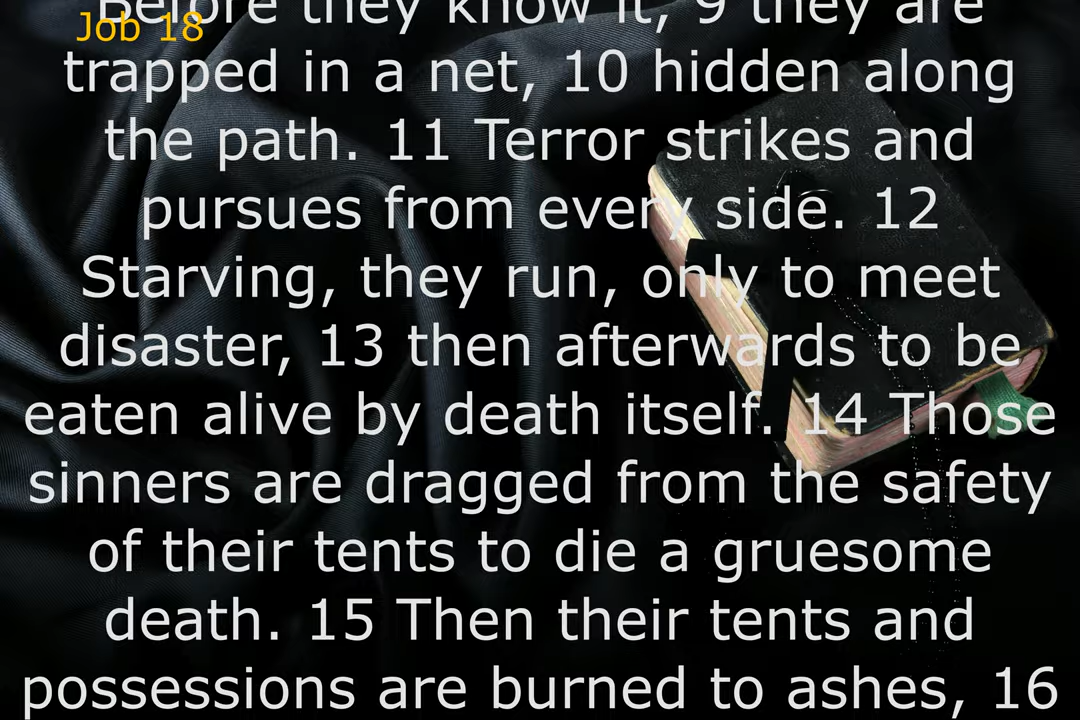 Before they know it, 9 they are
Job 18
trapped in a net, 10 hidden along
the path. 11 Terror strikes and
pursues from every side. 12
Starving, they run, only to meet
disaster, 13 then afterwards to be
eaten alive by death itself. 14 Those
sinners are dragged from the safety
of their tents to die a gruesome
death. 15 Then their tents and
possessions are burned to ashes, 16